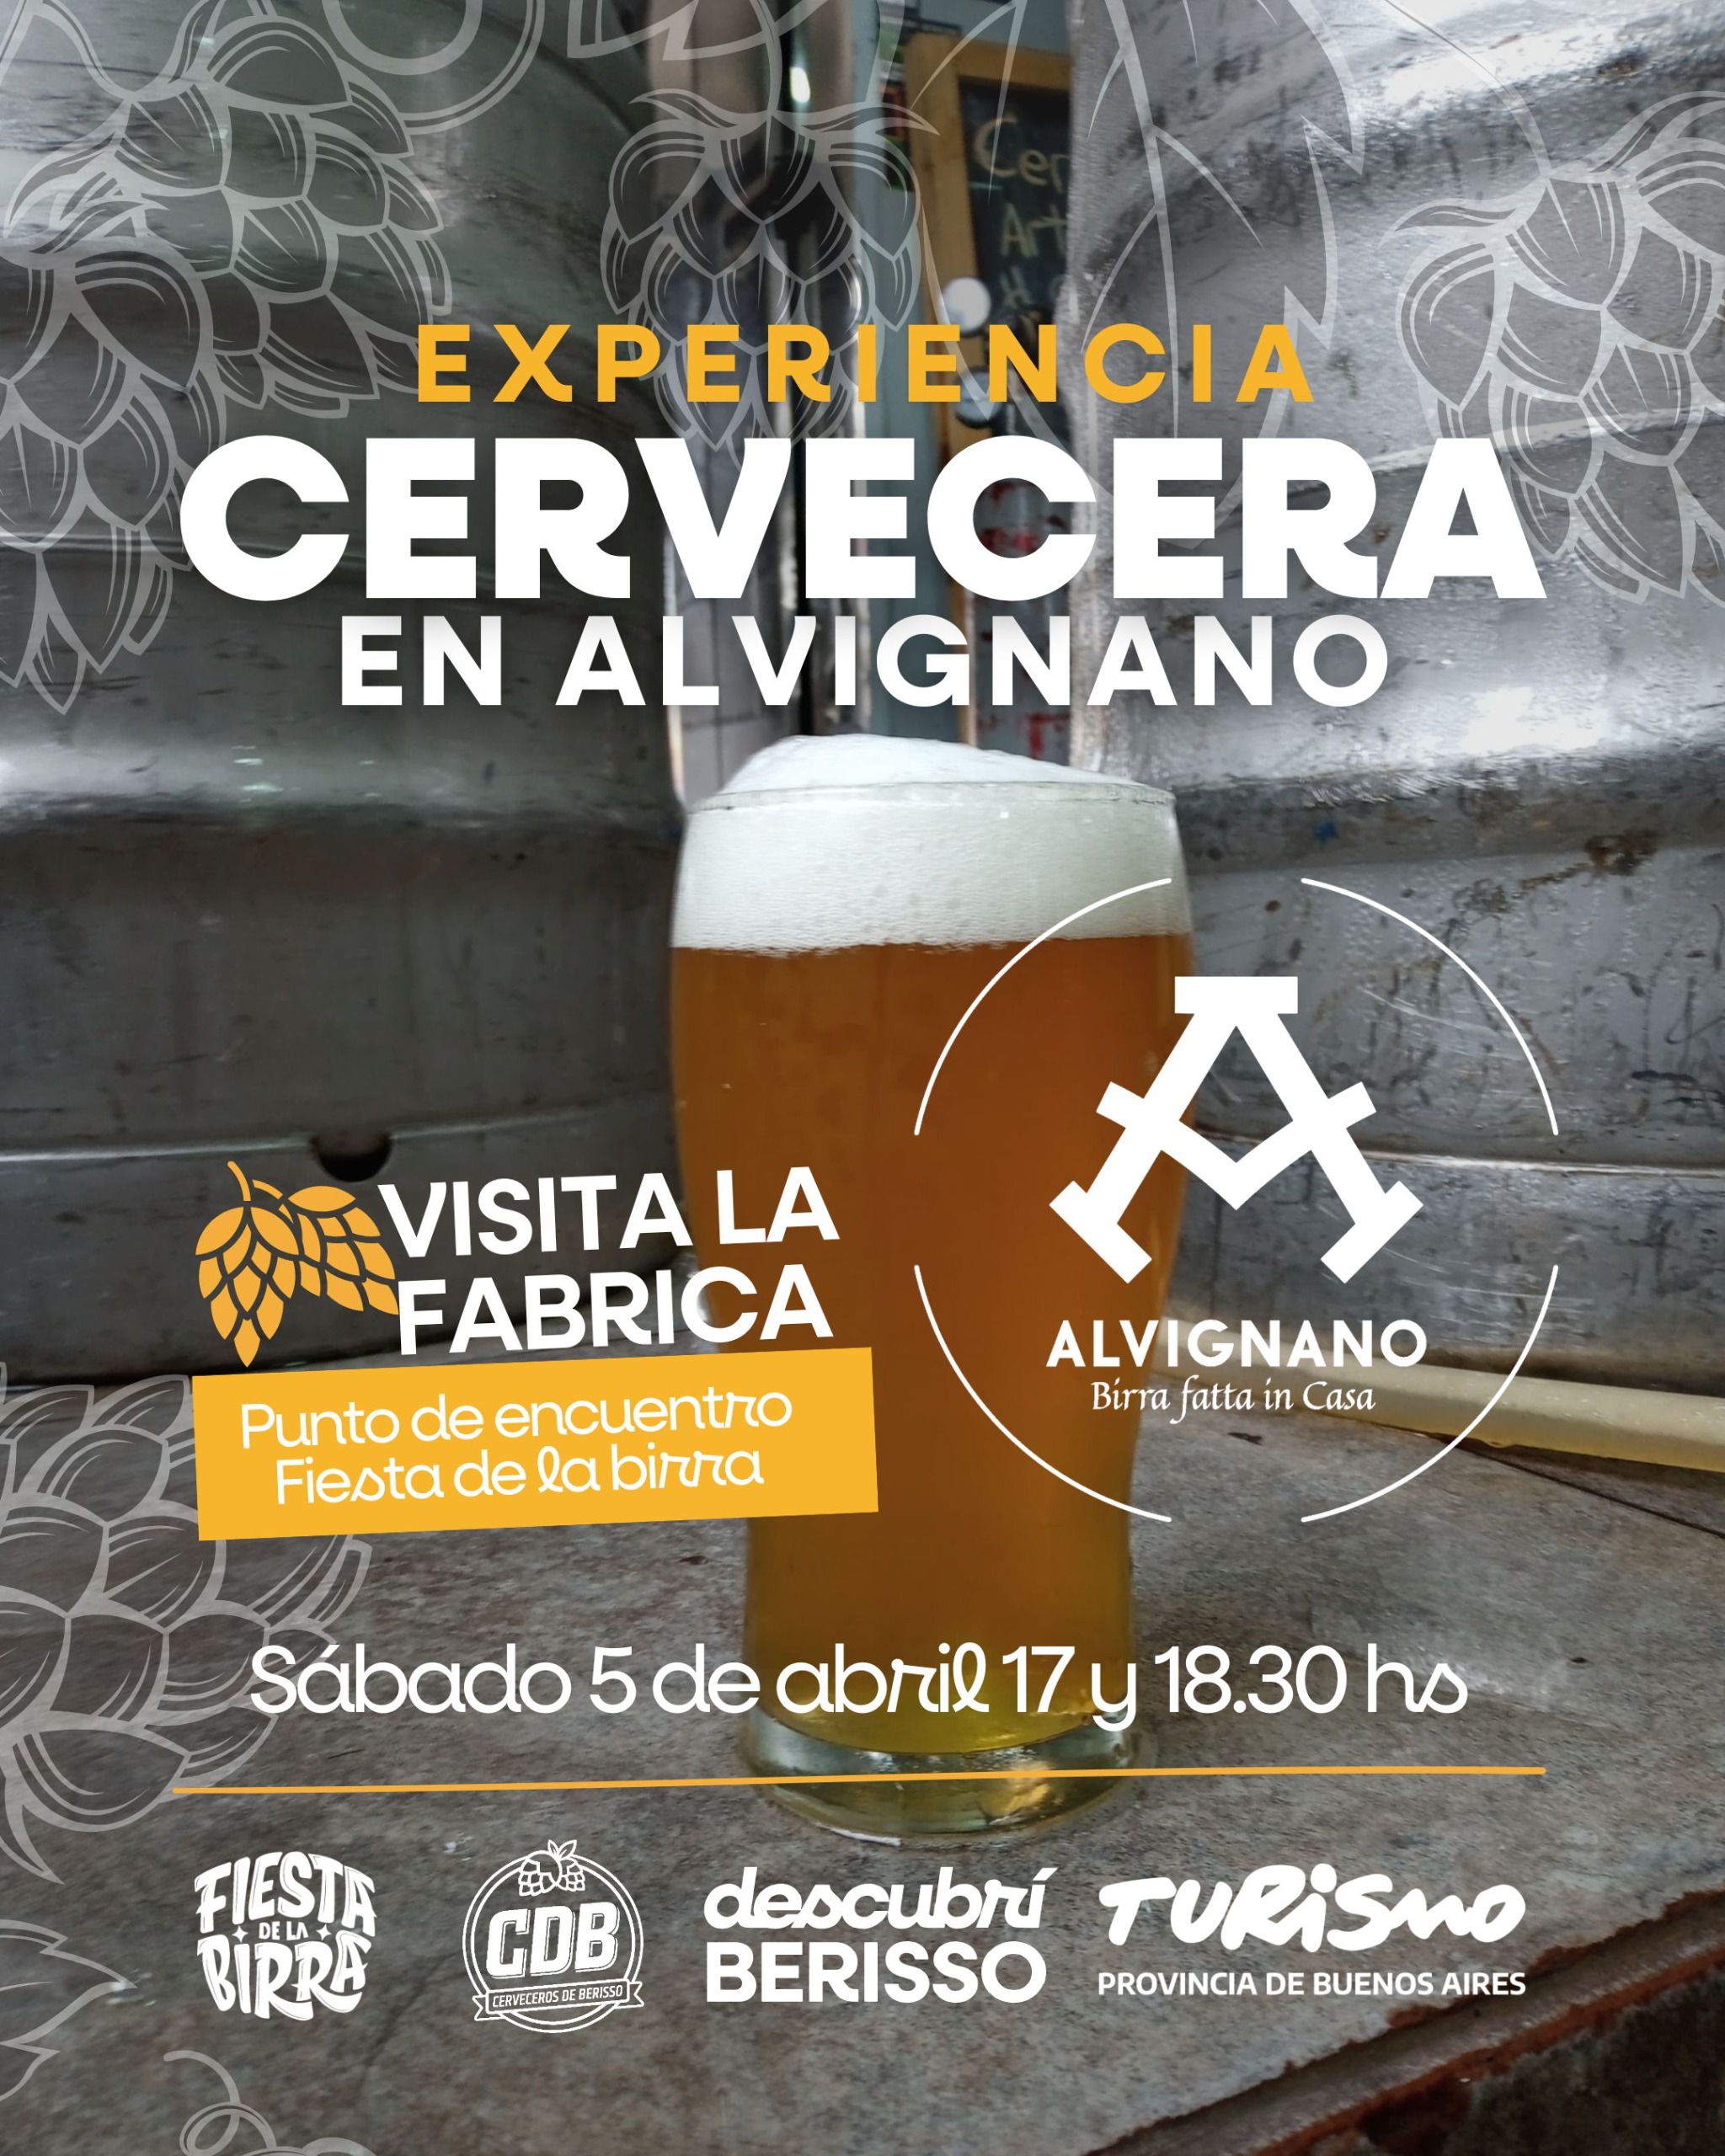 Cer
Art
EXPERIENCIA
CERVECERA
EN ALVIGNANO
VISITA LA
FABRICA
Punto de encuentro
Fiesta de la birra
ALVIGNANO
Birra fatta in Casa
Sábado 5 de abril 17 y 18.30 hs
FIESTA
DE LA
BIRRA
CDB
CERVECEROS DE BERISSO
descubrí
BERISSO
TURiSmo
PROVINCIA DE BUENOS AIRES